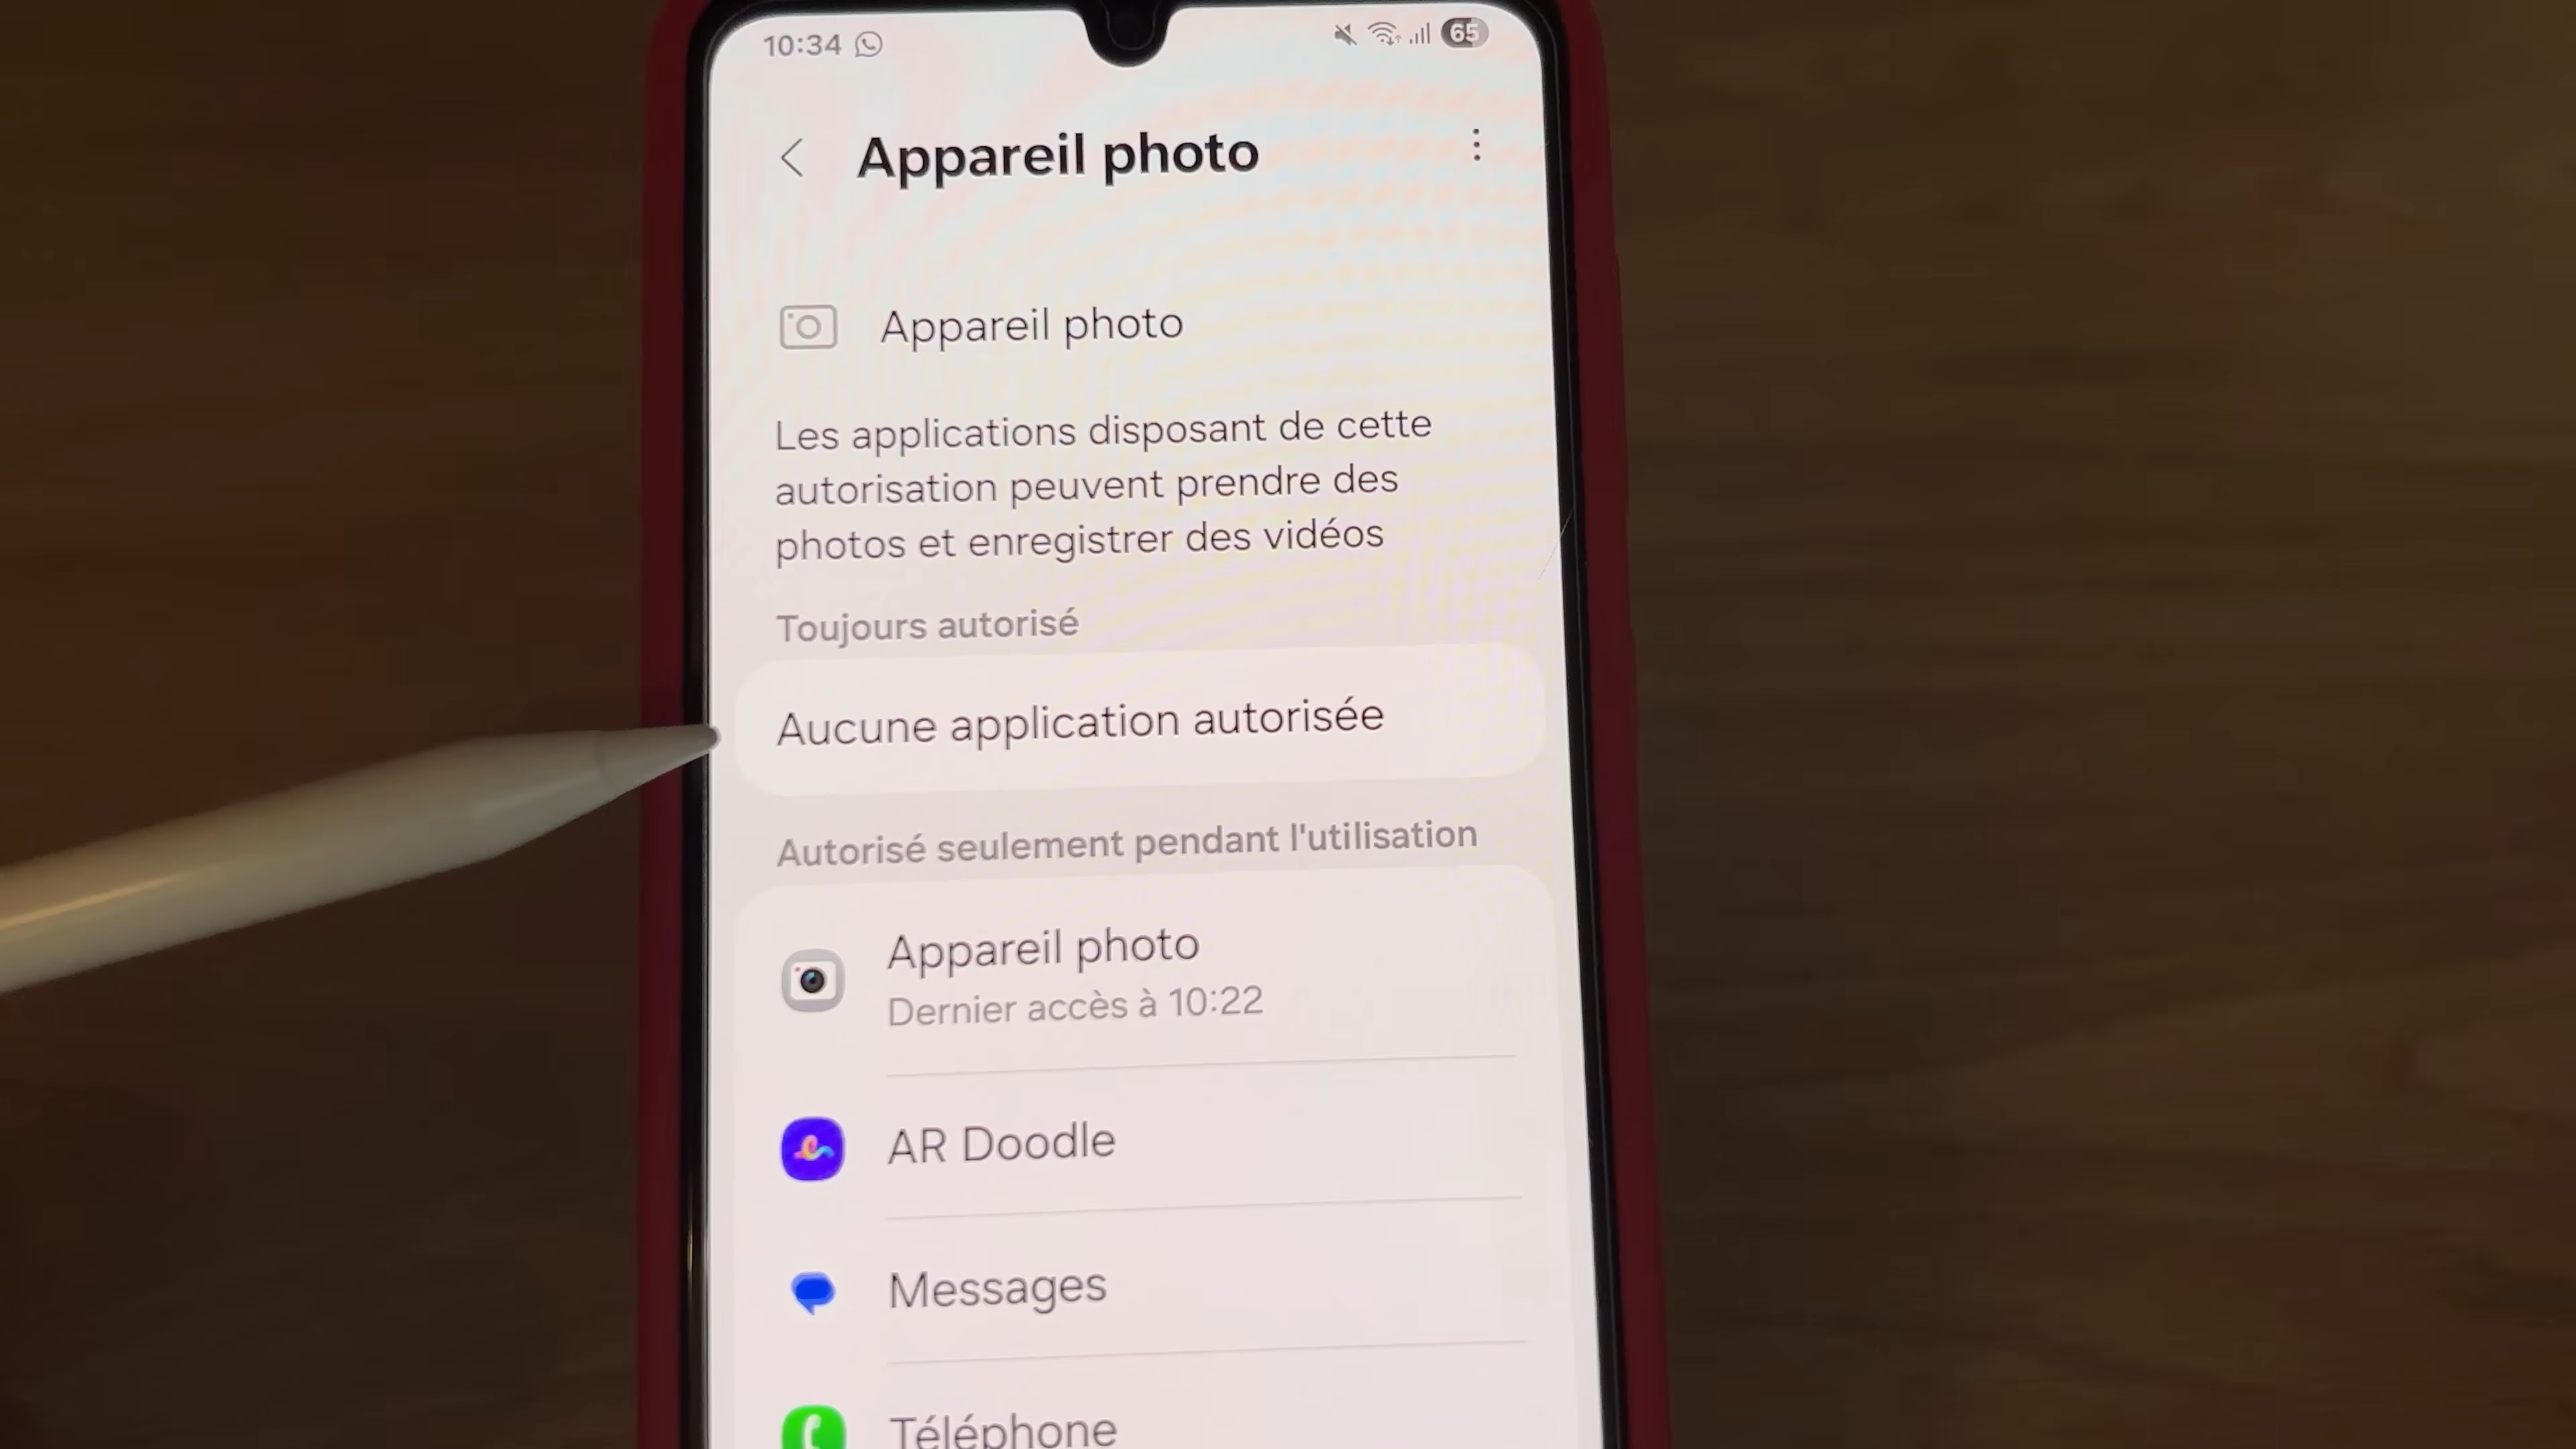 10:34
65
Appareil photo
Appareil photo
Les applications disposant de cette
autorisation peuvent prendre des
photos et enregistrer des vidéos
Toujours autorisé
Aucune application autorisée
Autorisé seulement pendant l'utilisation
Appareil photo
Dernier accès à 10:22
AR Doodle
Messages
Téléphone